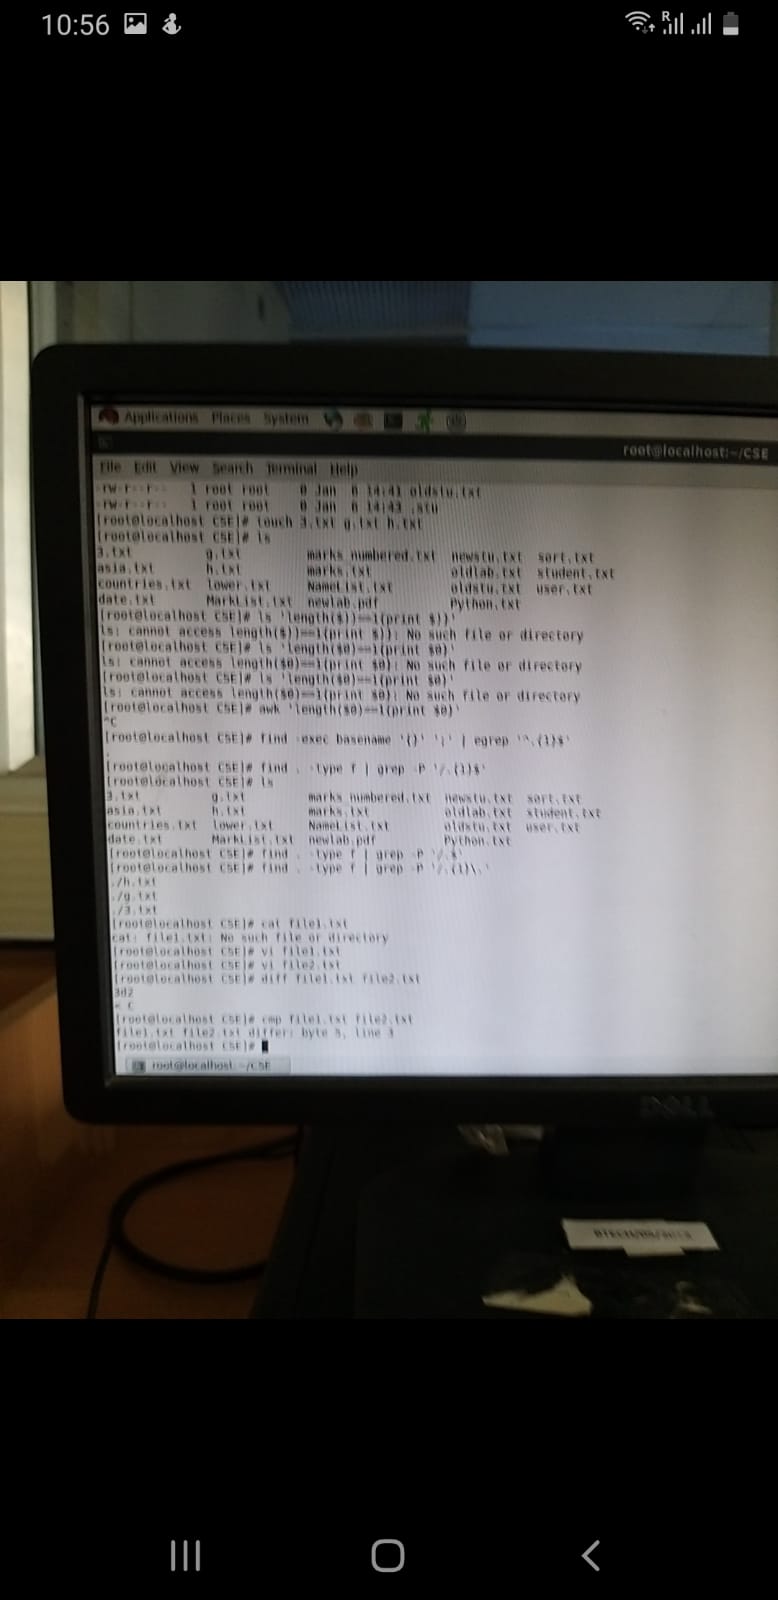 10:56
Applications Places System
root@localhost:~/CSE
File Edit View Search Terminal Help
-rw-r--r-- 1 root root 0 Jan 6 14:41 oldstu.txt
-rw-r--r-- 1 root root 0 Jan 6 14:43 .stu
[root@localhost CSE]# touch 3.txt g.txt h.txt
[root@localhost CSE]# ls
3.txt g.txt marks_numbered.txt newstu.txt sort.txt
asia.txt h.txt marks.txt oldlab.txt student.txt
countries.txt lower.txt NameList.txt oldstu.txt user.txt
date.txt MarkList.txt newlab.pdf Python.txt
[root@localhost CSE]# ls 'length($)==1(print $))'
ls: cannot access length($)==1(print $)): No such file or directory
[root@localhost CSE]# ls 'length($0)==1(print $0)'
ls: cannot access length($0)==1(print $0): No such file or directory
[root@localhost CSE]# ls 'length($0)==1(print $0)'
ls: cannot access length($0)==1(print $0): No such file or directory
[root@localhost CSE]# awk 'length($0)==1(print $0)'
^C
[root@localhost CSE]# find -exec basename '{}' ';' | egrep '^.{1}$'
.
[root@localhost CSE]# find . -type f | grep -P '/.{1}$'
[root@localhost CSE]# ls
3.txt g.txt marks_numbered.txt newstu.txt sort.txt
asia.txt h.txt marks.txt oldlab.txt student.txt
countries.txt lower.txt NameList.txt oldstu.txt user.txt
date.txt MarkList.txt newlab.pdf Python.txt
[root@localhost CSE]# find . -type f | grep -P '/.$'
[root@localhost CSE]# find . -type f | grep -P '/.{1}\.'
./h.txt
./g.txt
./3.txt
[root@localhost CSE]# cat file1.txt
cat: file1.txt: No such file or directory
[root@localhost CSE]# vi file1.txt
[root@localhost CSE]# vi file2.txt
[root@localhost CSE]# diff file1.txt file2.txt
3d2
< C
[root@localhost CSE]# cmp file1.txt file2.txt
file1.txt file2.txt differ: byte 5, line 3
[root@localhost CSE]#
root@localhost:~/CSE
DELL